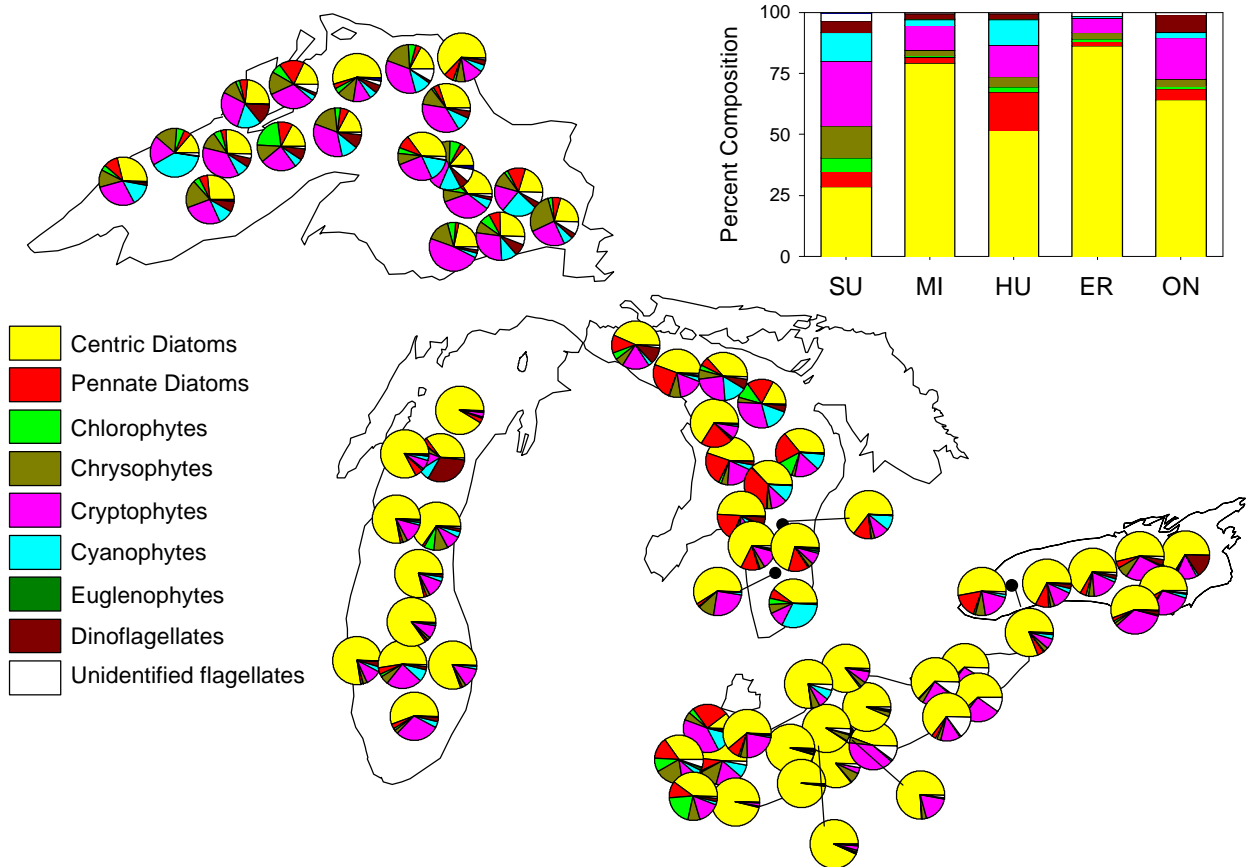 100
75
50
25
0
Percent Composition
SU MI HU ER ON
Centric Diatoms
Pennate Diatoms
Chlorophytes
Chrysophytes
Cryptophytes
Cyanophytes
Euglenophytes
Dinoflagellates
Unidentified flagellates